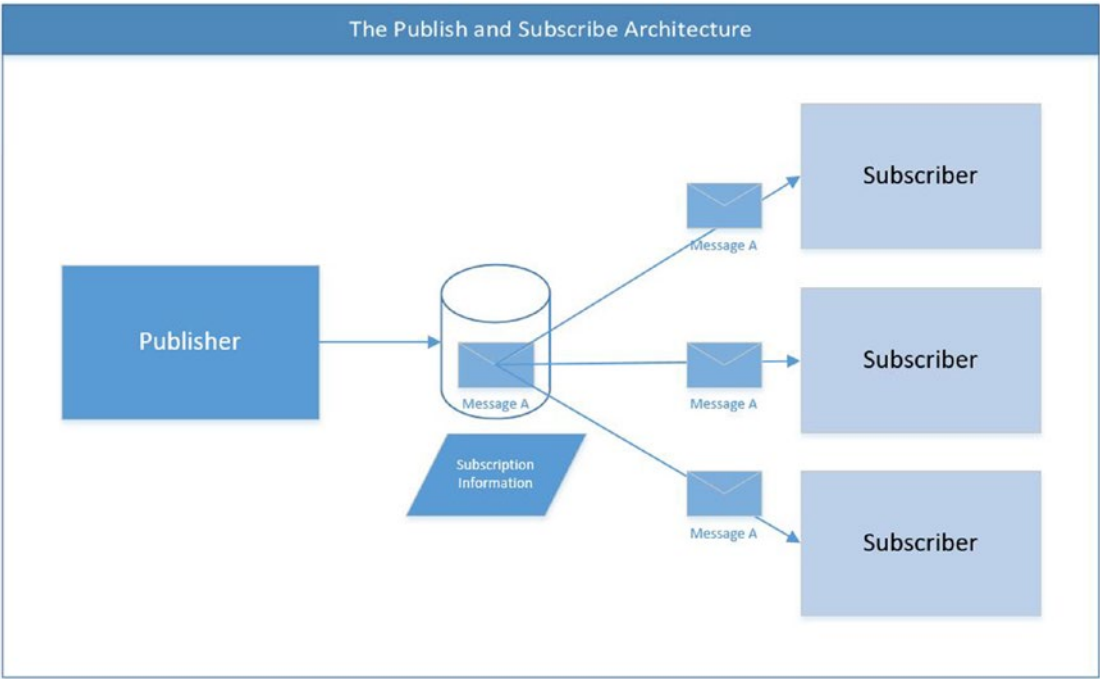 The Publish and Subscribe Architecture
Subscriber
Message A
Publisher
Subscriber
Message A
Message A
Subscription
Information
Subscriber
Message A